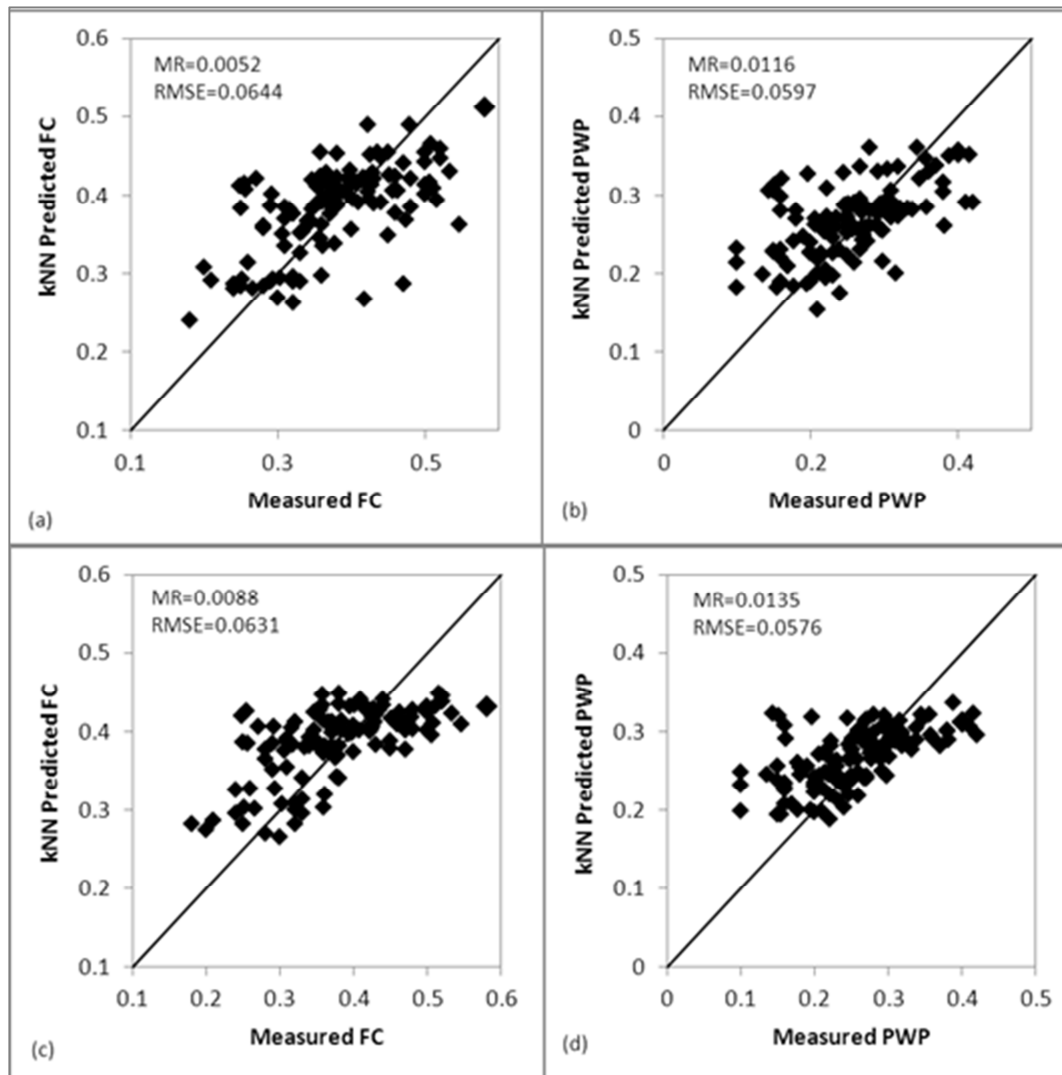 MR=0.0052
RMSE=0.0644
0.6
0.5
0.4
0.3
0.2
0.1
kNN Predicted FC
0.1 0.3 0.5
Measured FC
(a)
MR=0.0116
RMSE=0.0597
0.5
0.4
0.3
0.2
0.1
0
kNN Predicted PWP
0 0.2 0.4
Measured PWP
(b)
MR=0.0088
RMSE=0.0631
0.6
0.5
0.4
0.3
0.2
0.1
kNN Predicted FC
0.1 0.2 0.3 0.4 0.5 0.6
Measured FC
(c)
MR=0.0135
RMSE=0.0576
0.5
0.4
0.3
0.2
0.1
0
kNN Predicted PWP
0 0.1 0.2 0.3 0.4 0.5
Measured PWP
(d)